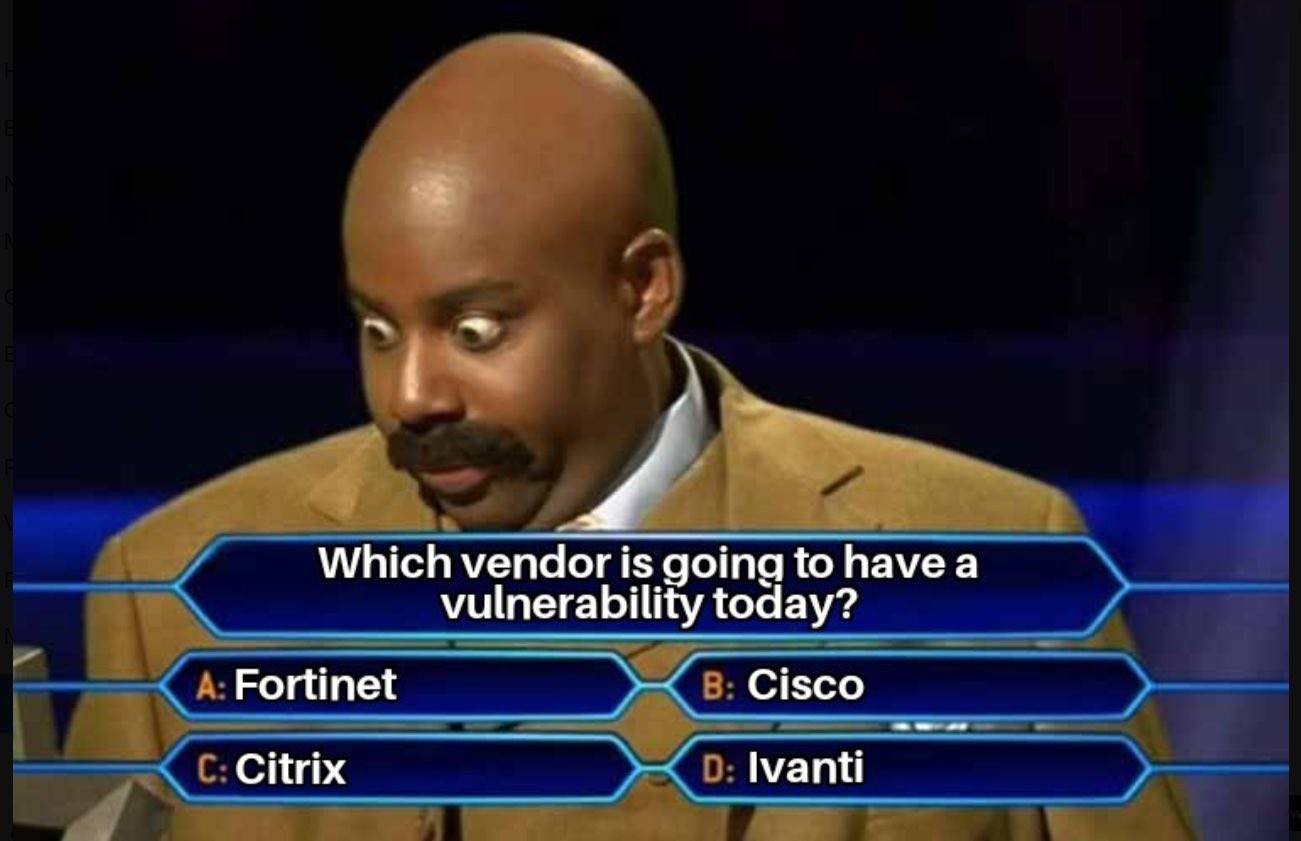 Which vendor is going to have a
vulnerability today?
A: Fortinet
B: Cisco
C: Citrix
D: Ivanti